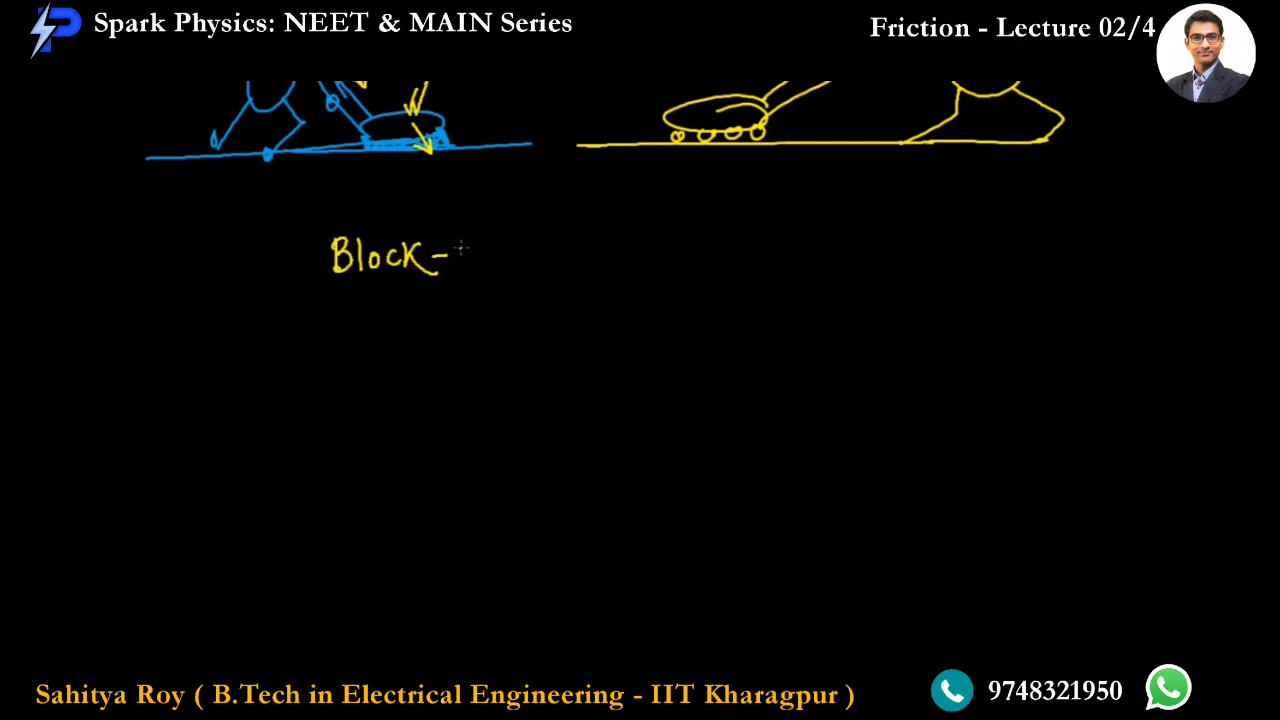 Spark Physics: NEET & MAIN Series
Friction - Lecture 02/4
Block -
Sahitya Roy ( B.Tech in Electrical Engineering - IIT Kharagpur )
9748321950